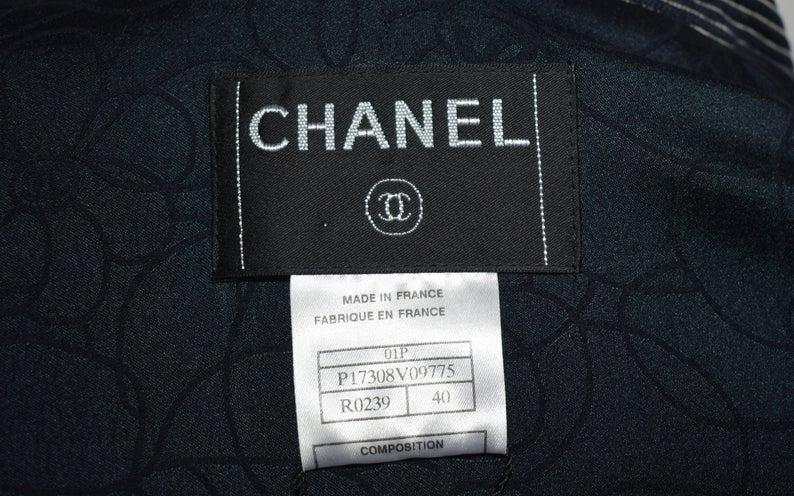 CHANEL
MADE IN FRANCE
FABRIQUE EN FRANCE
01P
P17308V09775
R0239 40
COMPOSITION